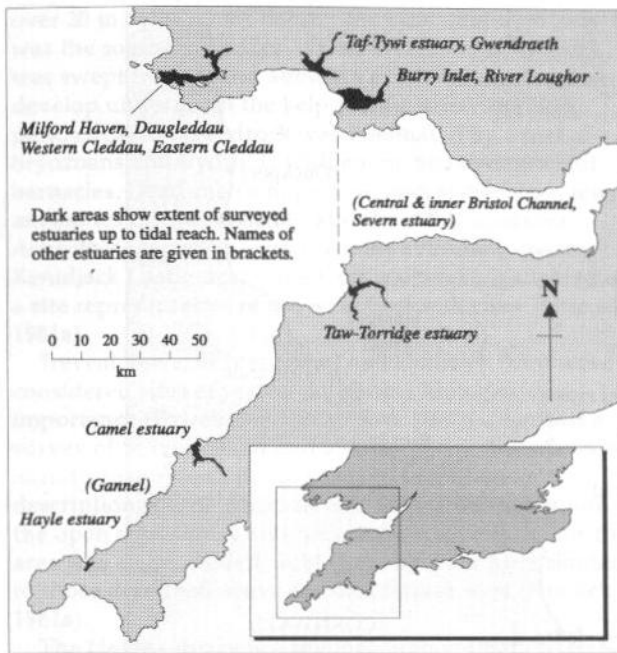 Taf-Tywi estuary, Gwendraeth
Burry Inlet, River Loughor
Milford Haven, Daugleddau
Western Cleddau, Eastern Cleddau
(Central & inner Bristol Channel,
Severn estuary)
Dark areas show extent of surveyed
estuaries up to tidal reach. Names of
other estuaries are given in brackets.
N
Taw-Torridge estuary
0 10 20 30 40 50
km
Camel estuary
(Gannel)
Hayle estuary